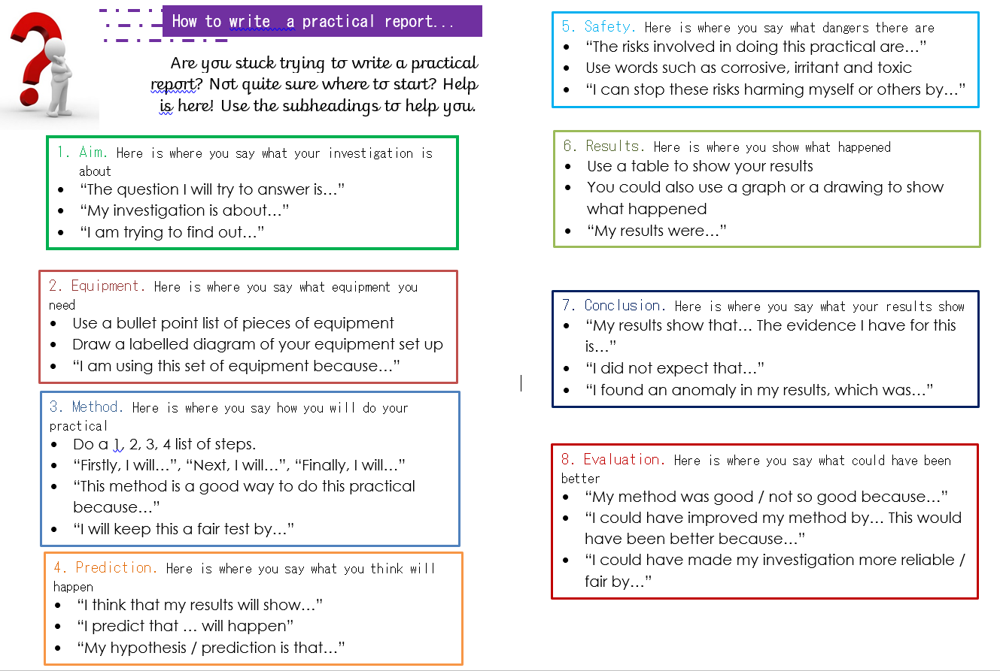 How to write  a practical report...
Are you stuck trying to write a practical
report? Not quite sure where to start? Help
is here! Use the subheadings to help you.
1. Aim. Here is where you say what your investigation is
about
• “The question I will try to answer is…”
• “My investigation is about…”
• “I am trying to find out…”
2. Equipment. Here is where you say what equipment you
need
• Use a bullet point list of pieces of equipment
• Draw a labelled diagram of your equipment set up
• “I am using this set of equipment because…”
3. Method. Here is where you say how you will do your
practical
• Do a 1, 2, 3, 4 list of steps.
• “Firstly, I will…”, “Next, I will…”, “Finally, I will…”
• “This method is a good way to do this practical
because…”
• “I will keep this a fair test by…”
4. Prediction. Here is where you say what you think will
happen
• “I think that my results will show…”
• “I predict that … will happen”
• “My hypothesis / prediction is that…”
5. Safety. Here is where you say what dangers there are
• “The risks involved in doing this practical are…”
• Use words such as corrosive, irritant and toxic
• “I can stop these risks harming myself or others by…”
6. Results. Here is where you show what happened
• Use a table to show your results
• You could also use a graph or a drawing to show
what happened
• “My results were…”
7. Conclusion. Here is where you say what your results show
• “My results show that… The evidence I have for this
is…”
• “I did not expect that…”
• “I found an anomaly in my results, which was…”
8. Evaluation. Here is where you say what could have been
better
• “My method was good / not so good because…”
• “I could have improved my method by… This would
have been better because…”
• “I could have made my investigation more reliable /
fair by…”